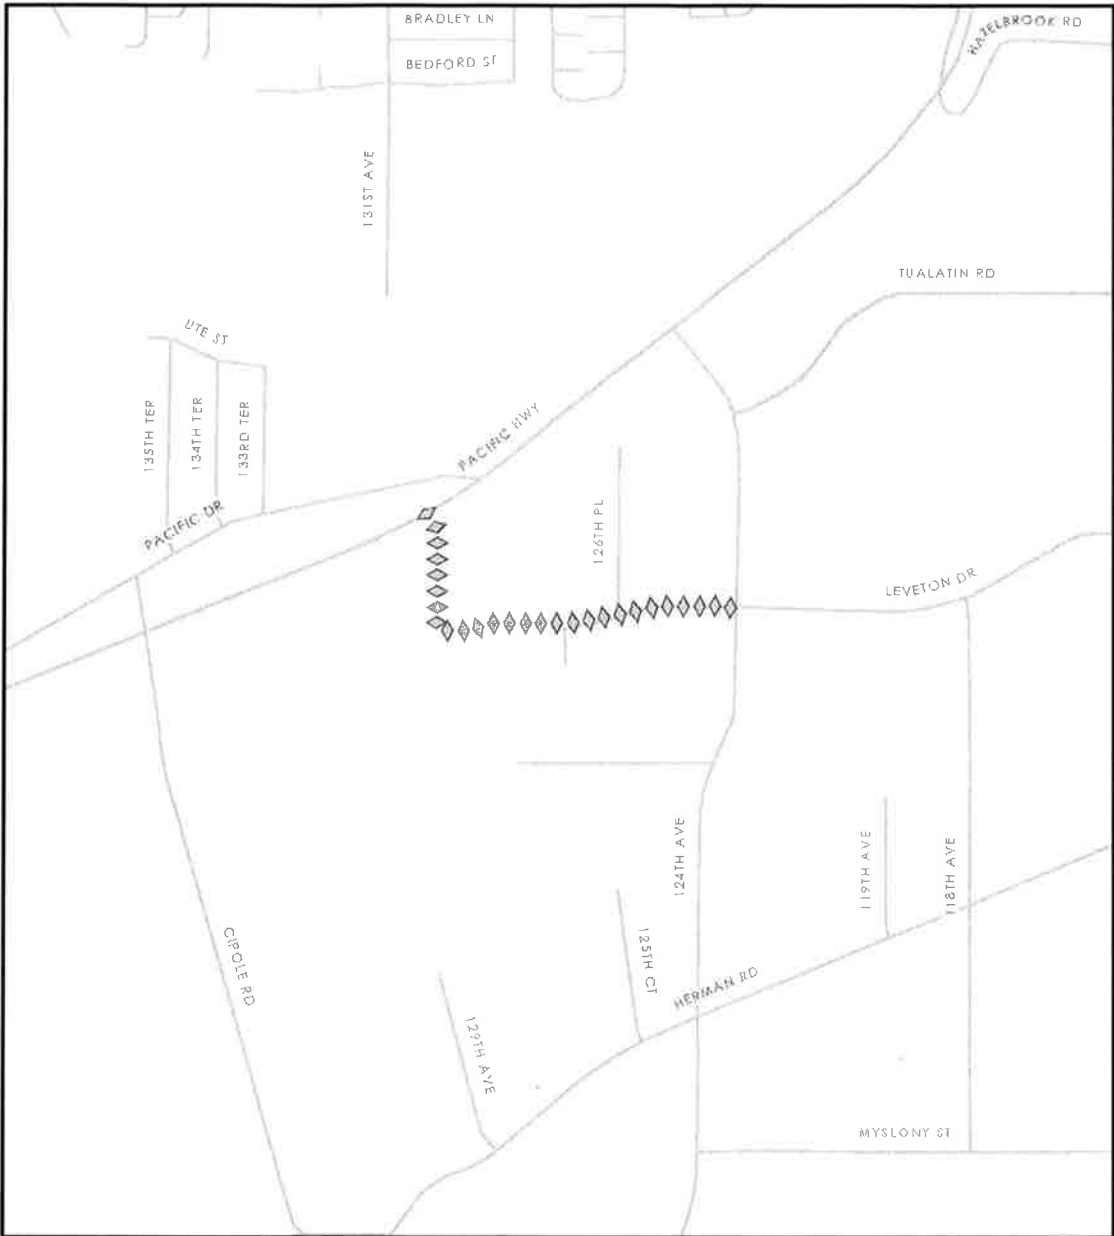 BRADLEY LN
HAZELBROOK RD
BEDFORD ST
131ST AVE
TUALATIN RD
UTE ST
135TH TER
134TH TER
133RD TER
PACIFIC HWY
PACIFIC DR
126TH PL
LEVETON DR
124TH AVE
119TH AVE
118TH AVE
CIPOLE RD
125TH CT
HERMAN RD
129TH AVE
MYSLONY ST